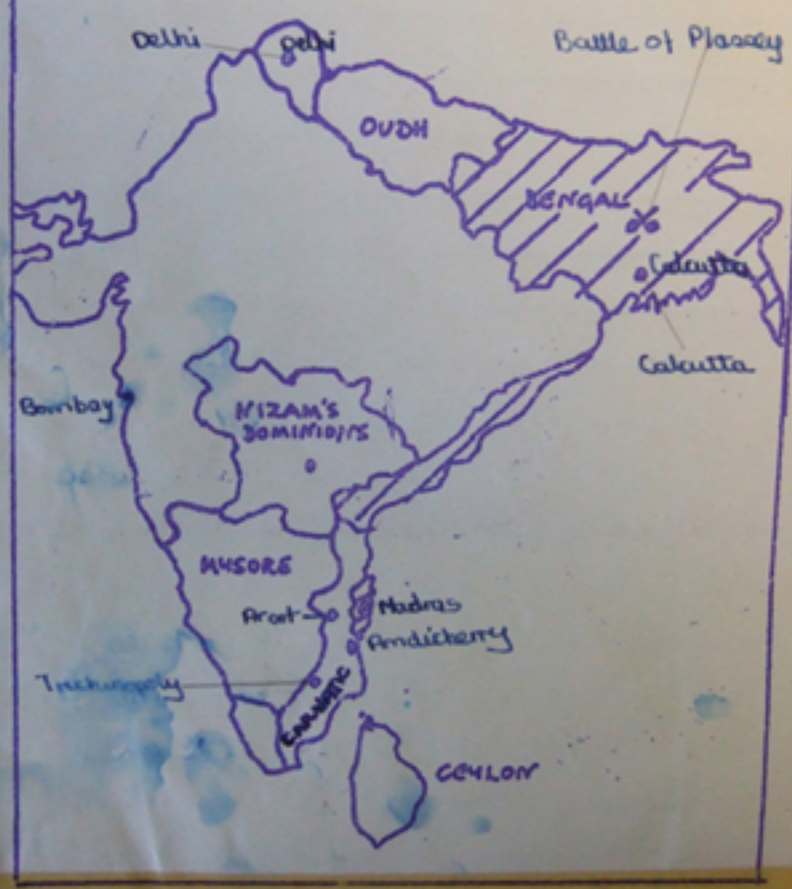 Delhi
Delhi
Battle of Plassey
OUDH
BENGAL
Calcutta
Calcutta
Bombay
NIZAM'S
DOMINIONS
MYSORE
Arcot
Madras
Pondicherry
Trichinopoly
CARNATIC
CEYLON